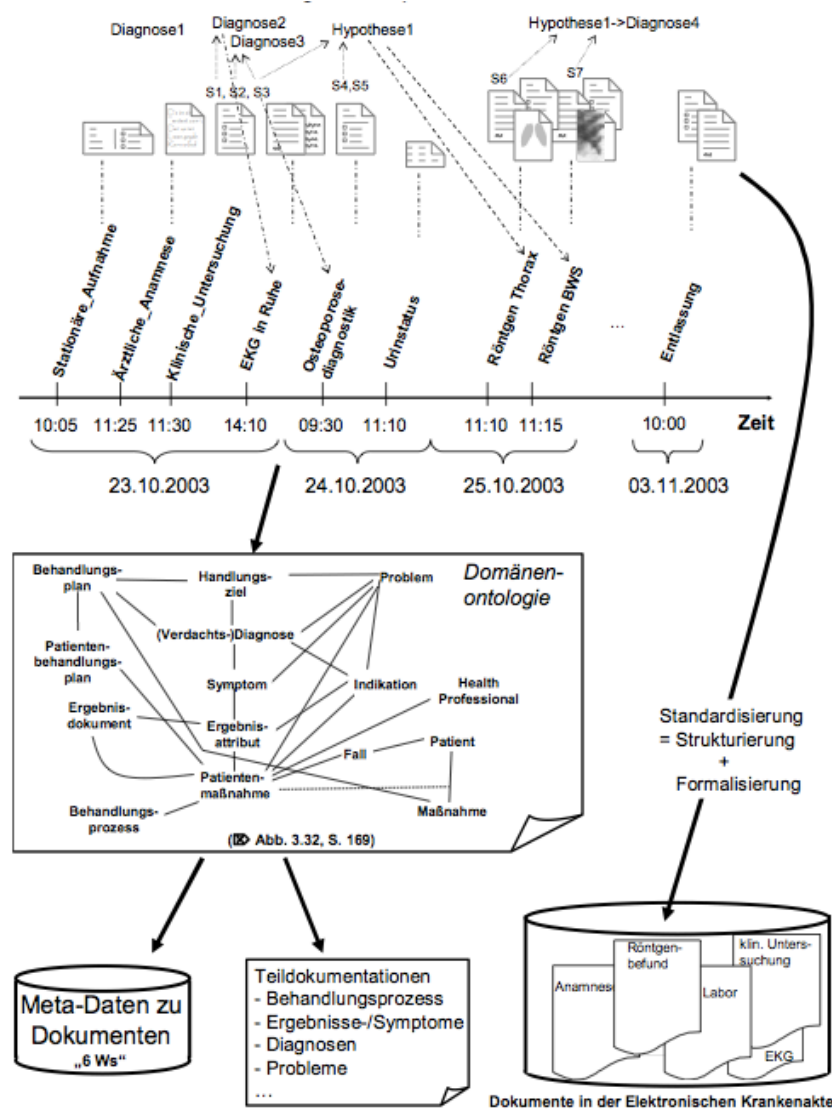 Diagnose1
Diagnose2
Diagnose3
Hypothese1
Hypothese1->Diagnose4
S1, S2, S3
S4,S5
S6
S7
Stationäre_Aufnahme
Ärztliche_Anamnese
Klinische_Untersuchung
EKG in Ruhe
Osteoporose-
diagnostik
Urinstatus
Röntgen Thorax
Röntgen BWS
...
Entlassung
10:05
11:25
11:30
14:10
09:30
11:10
11:10
11:15
10:00
Zeit
23.10.2003
24.10.2003
25.10.2003
03.11.2003
Domänen-
ontologie
Behandlungs-
plan
Handlungs-
ziel
Problem
(Verdachts-)Diagnose
Patienten-
behandlungs-
plan
Symptom
Indikation
Health
Professional
Ergebnis-
dokument
Ergebnis-
attribut
Fall
Patient
Patienten-
maßnahme
Behandlungs-
prozess
Maßnahme
Abb. 3.32, S. 169)
Standardisierung
= Strukturierung
+
Formalisierung
Meta-Daten zu
Dokumenten
„6 Ws“
Teildokumentationen
- Behandlungsprozess
- Ergebnisse-/Symptome
- Diagnosen
- Probleme
...
Anamnese
Röntgen-
befund
Labor
klin. Unters-
suchung
EKG
Dokumente in der Elektronischen Krankenakte